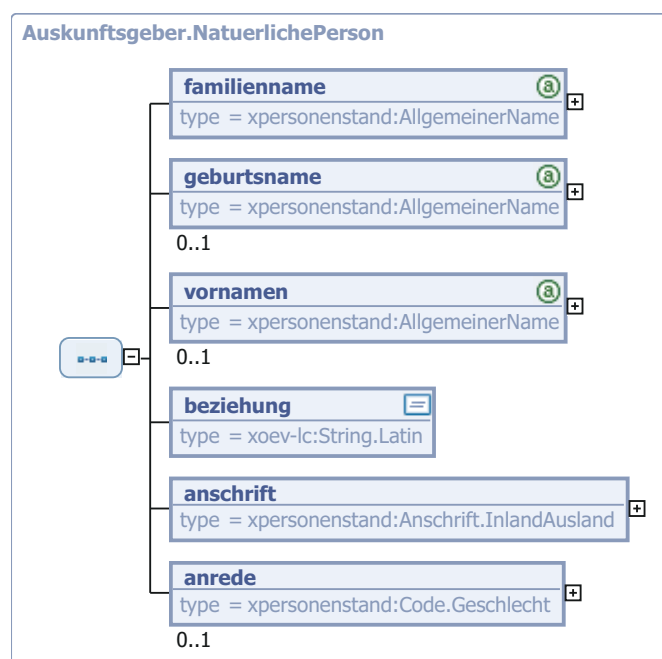 Auskunftsgeber.NatuerlichePerson
familienname
type = xpersonenstand:AllgemeinerName
geburtsname
type = xpersonenstand:AllgemeinerName
0..1
vornamen
type = xpersonenstand:AllgemeinerName
0..1
beziehung
type = xoev-lc:String.Latin
anschrift
type = xpersonenstand:Anschrift.InlandAusland
anrede
type = xpersonenstand:Code.Geschlecht
0..1